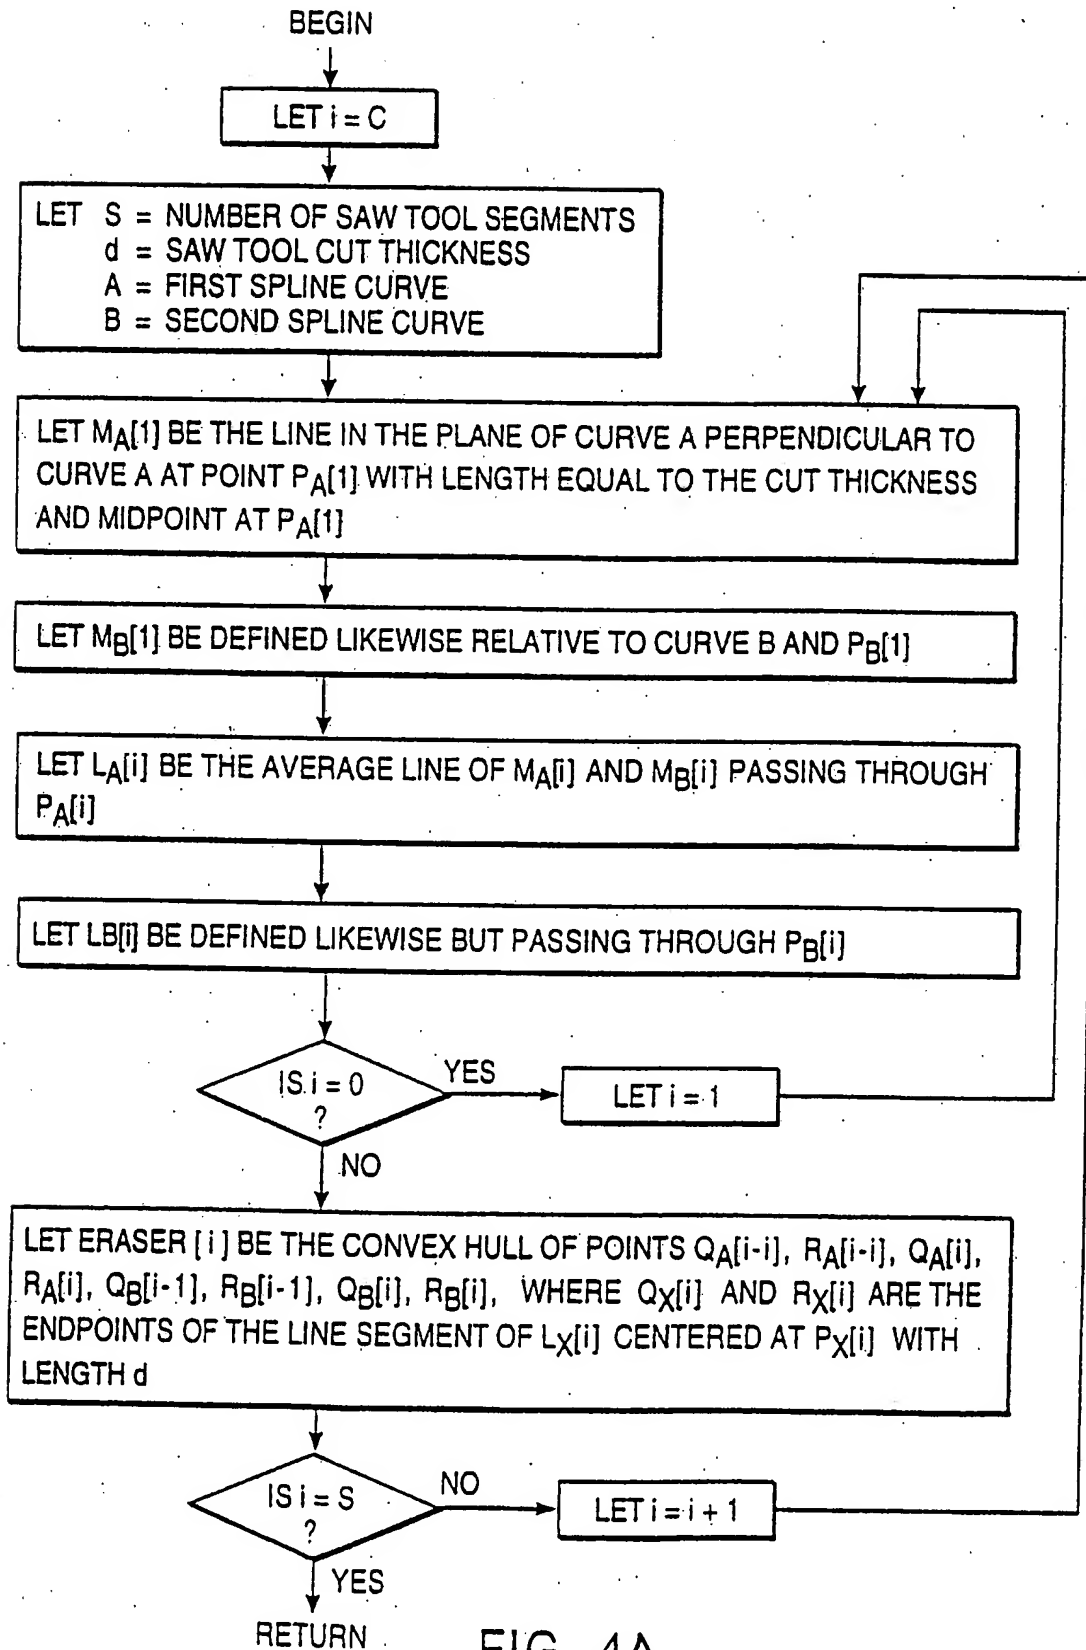 BEGIN
LET i = C
LET S = NUMBER OF SAW TOOL SEGMENTS
d = SAW TOOL CUT THICKNESS
A = FIRST SPLINE CURVE
B = SECOND SPLINE CURVE
LET MA[1] BE THE LINE IN THE PLANE OF CURVE A PERPENDICULAR TO
CURVE A AT POINT PA[1] WITH LENGTH EQUAL TO THE CUT THICKNESS
AND MIDPOINT AT PA[1]
LET MB[1] BE DEFINED LIKEWISE RELATIVE TO CURVE B AND PB[1]
LET LA[i] BE THE AVERAGE LINE OF MA[i] AND MB[i] PASSING THROUGH
PA[i]
LET LB[i] BE DEFINED LIKEWISE BUT PASSING THROUGH PB[i]
IS i = 0
?
YES
LET i = 1
NO
LET ERASER [i] BE THE CONVEX HULL OF POINTS QA[i-i], RA[i-i], QA[i],
RA[i], QB[i-1], RB[i-1], QB[i], RB[i], WHERE QX[i] AND RX[i] ARE THE
ENDPOINTS OF THE LINE SEGMENT OF LX[i] CENTERED AT PX[i] WITH
LENGTH d
IS i = S
?
NO
LET i = i + 1
YES
RETURN
FIG. 4A